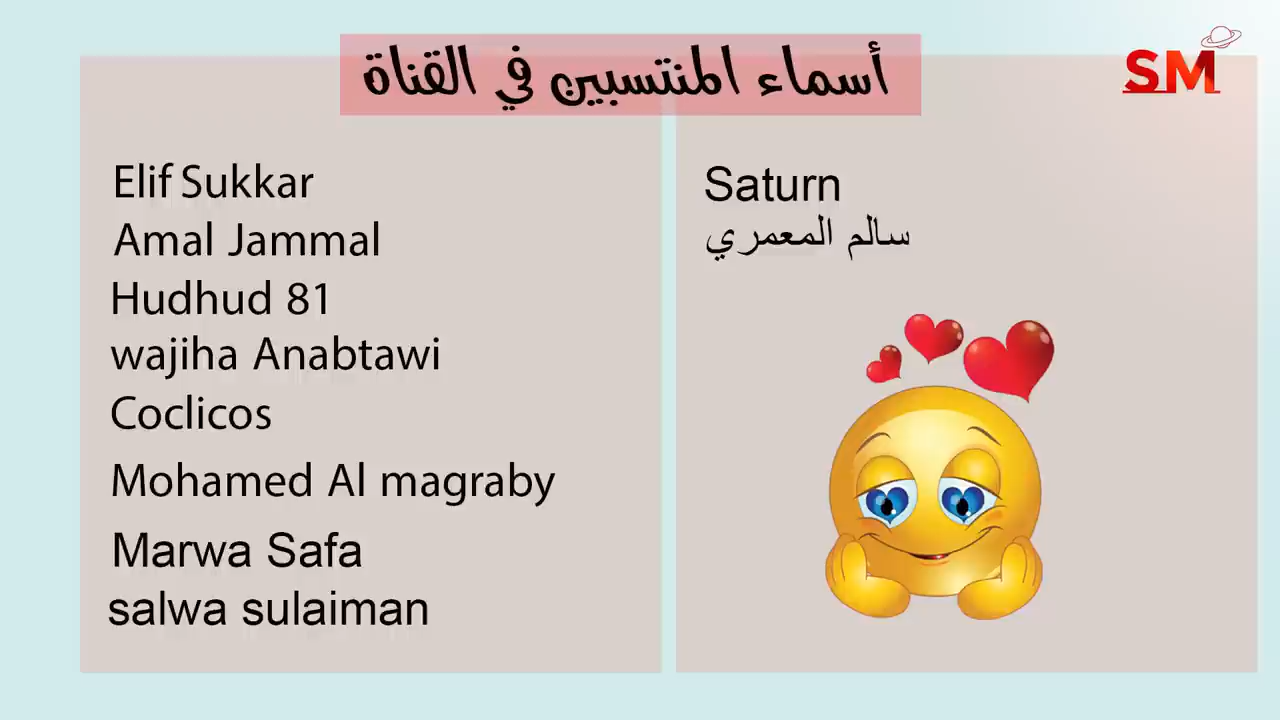 أسماء المنتسبين في القناة
SM
Elif Sukkar
Amal Jammal
Hudhud 81
wajiha Anabtawi
Coclicos
Mohamed Al magraby
Marwa Safa
salwa sulaiman
Saturn
سالم المعمري